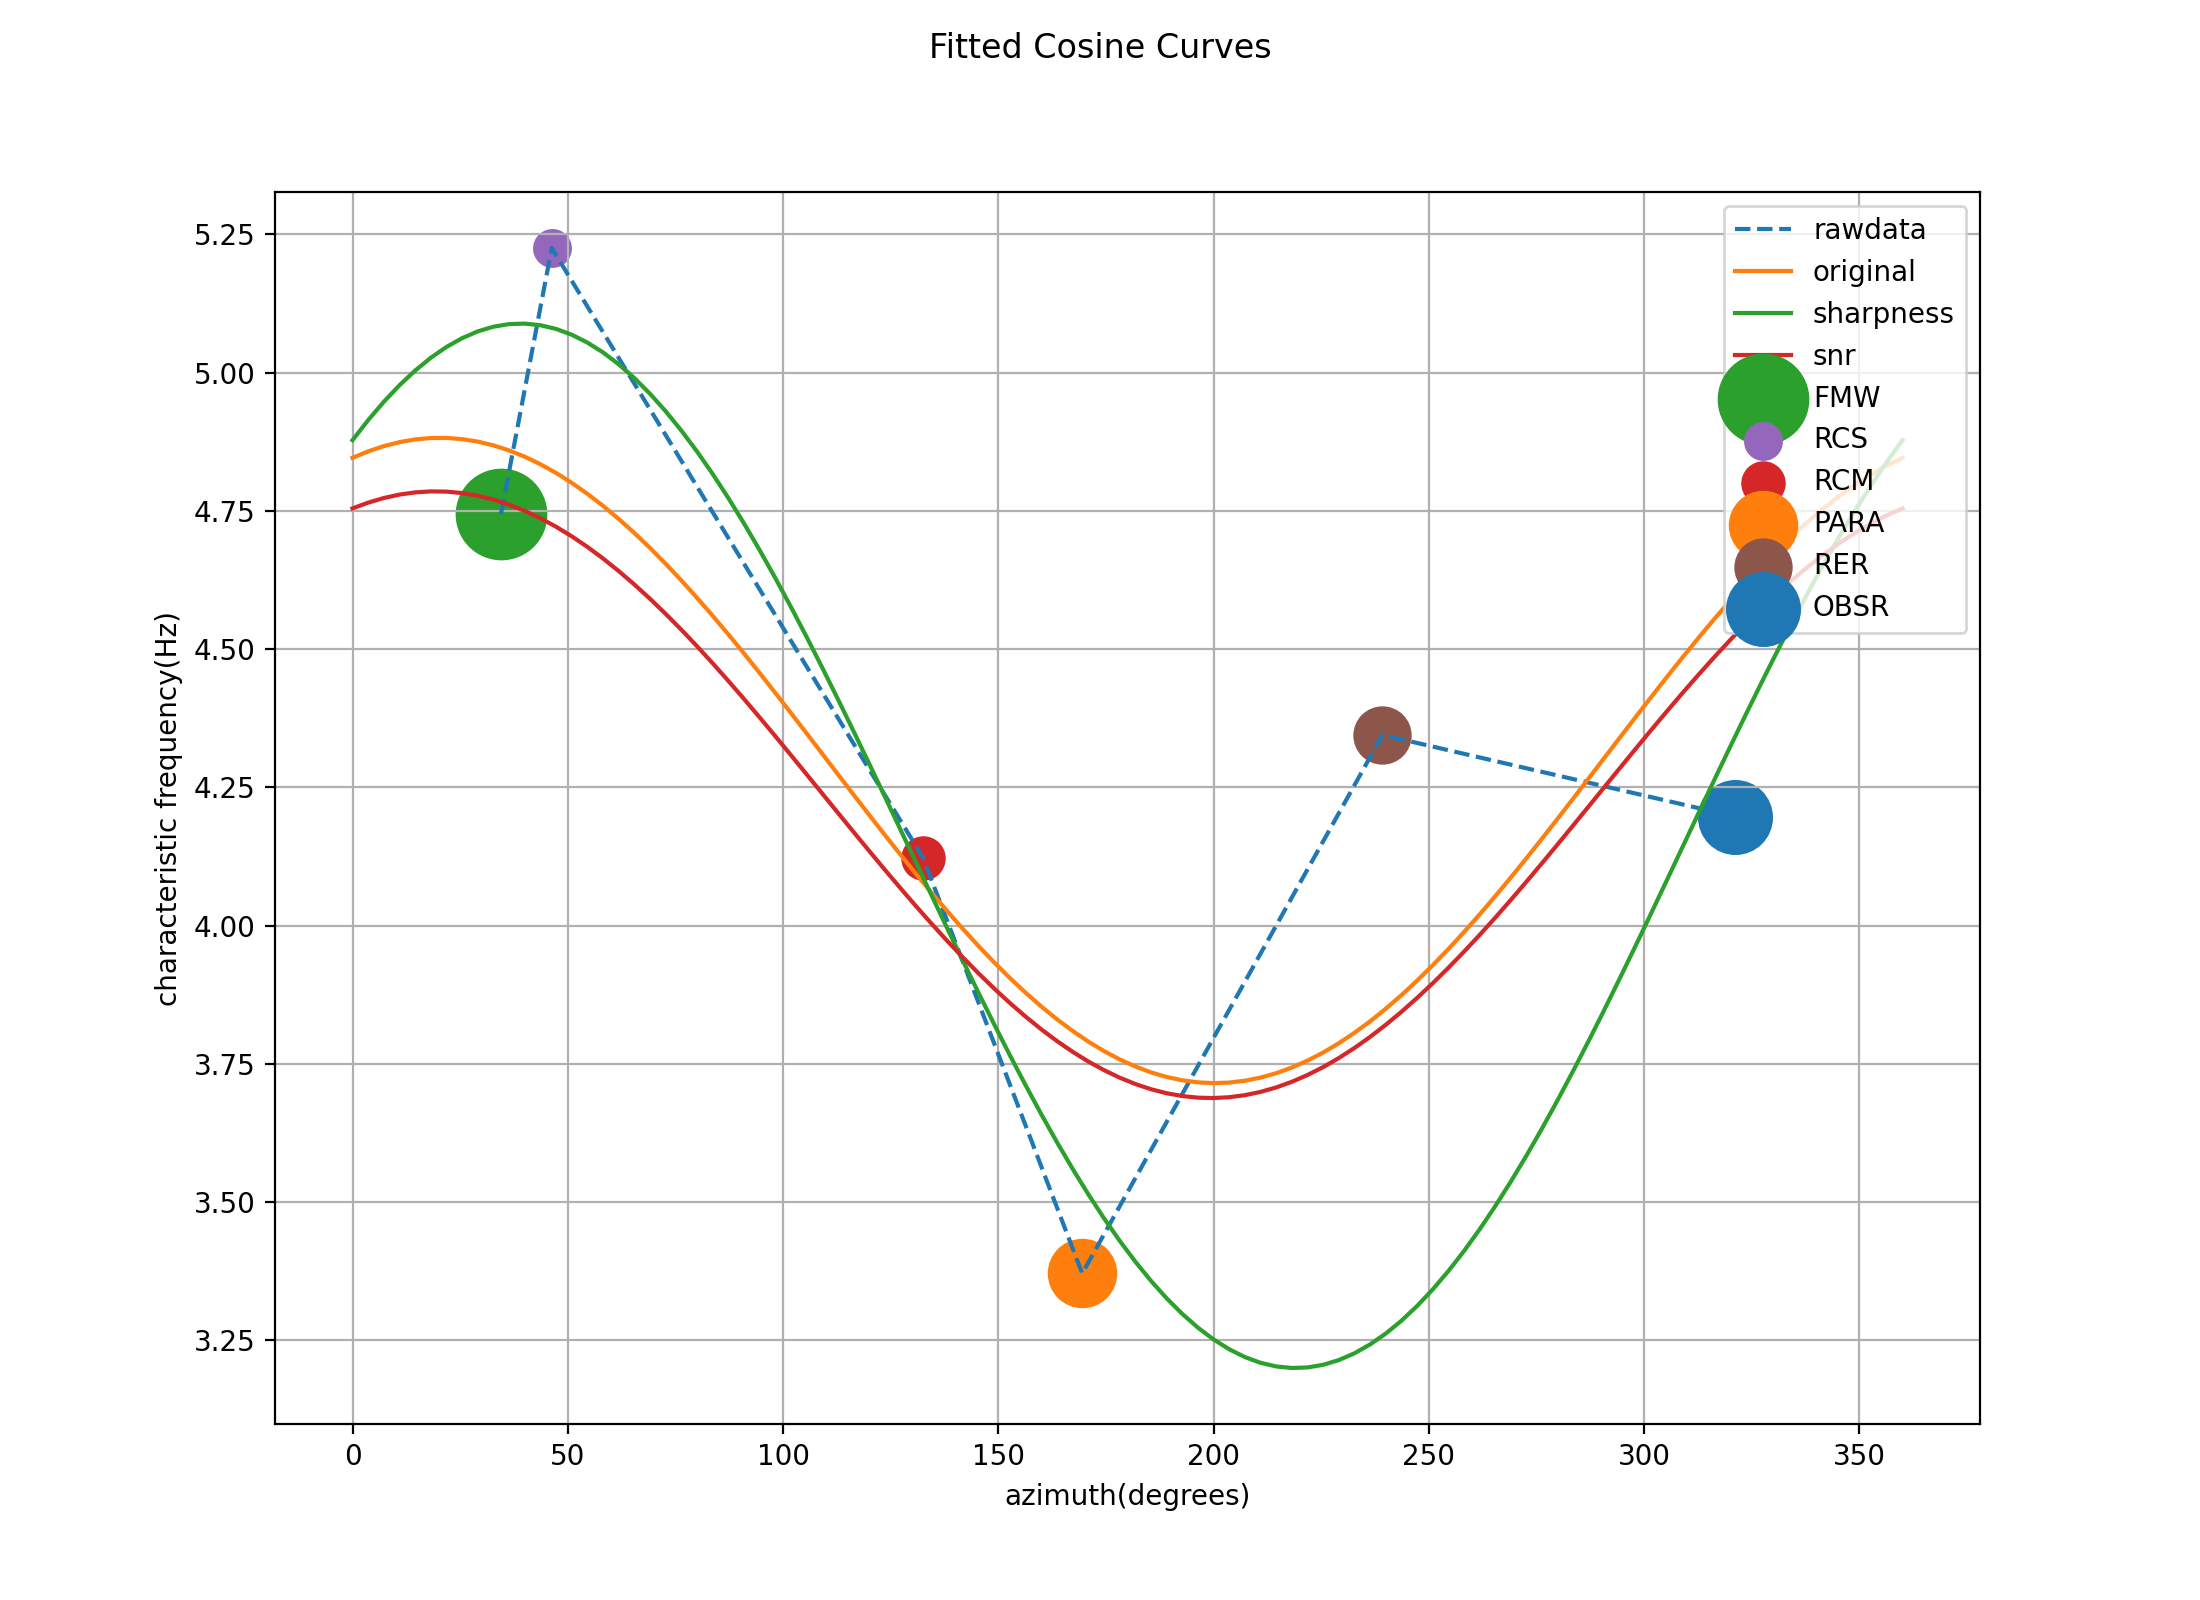 Fitted Cosine Curves
rawdata
original
sharpness
snr
FMW
RCS
RCM
PARA
RER
OBSR
characteristic frequency(Hz)
5.25
5.00
4.75
4.50
4.25
4.00
3.75
3.50
3.25
0 50 100 150 200 250 300 350
azimuth(degrees)